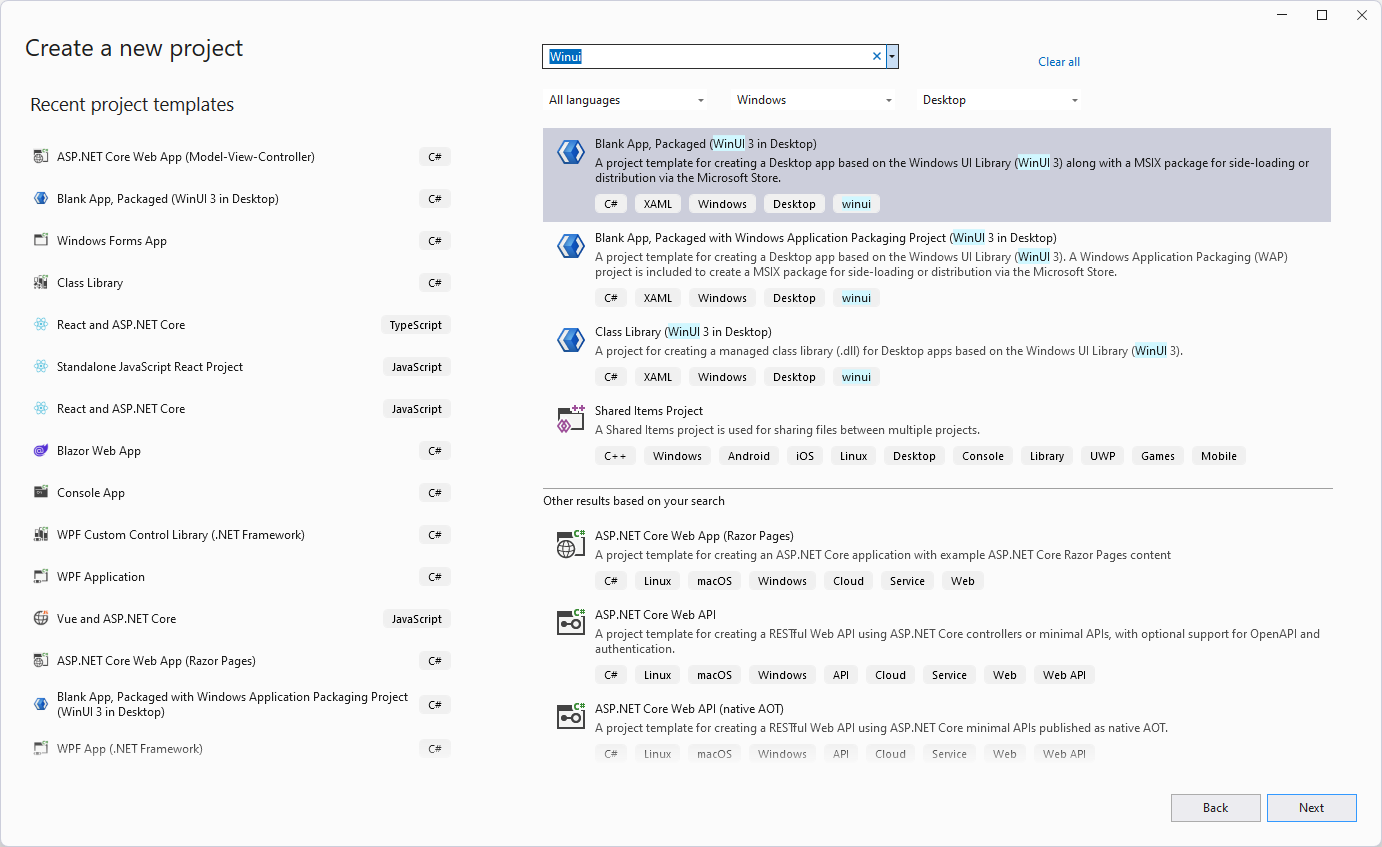 Create a new project
Recent project templates
ASP.NET Core Web App (Model-View-Controller) C#
Blank App, Packaged (WinUI 3 in Desktop) C#
Windows Forms App C#
Class Library C#
React and ASP.NET Core TypeScript
Standalone JavaScript React Project JavaScript
React and ASP.NET Core JavaScript
Blazor Web App C#
Console App C#
WPF Custom Control Library (.NET Framework) C#
WPF Application C#
Vue and ASP.NET Core JavaScript
ASP.NET Core Web App (Razor Pages) C#
Blank App, Packaged with Windows Application Packaging Project
(WinUI 3 in Desktop) C#
WPF App (.NET Framework) C#
Winui
Clear all
All languages Windows Desktop
Blank App, Packaged (WinUI 3 in Desktop)
A project template for creating a Desktop app based on the Windows UI Library (WinUI 3) along with a MSIX package for side-loading or
distribution via the Microsoft Store.
C# XAML Windows Desktop winui
Blank App, Packaged with Windows Application Packaging Project (WinUI 3 in Desktop)
A project template for creating a Desktop app based on the Windows UI Library (WinUI 3). A Windows Application Packaging (WAP)
project is included to create a MSIX package for side-loading or distribution via the Microsoft Store.
C# XAML Windows Desktop winui
Class Library (WinUI 3 in Desktop)
A project for creating a managed class library (.dll) for Desktop apps based on the Windows UI Library (WinUI 3).
C# XAML Windows Desktop winui
Shared Items Project
A Shared Items project is used for sharing files between multiple projects.
C++ Windows Android iOS Linux Desktop Console Library UWP Games Mobile
Other results based on your search
ASP.NET Core Web App (Razor Pages)
A project template for creating an ASP.NET Core application with example ASP.NET Core Razor Pages content
C# Linux macOS Windows Cloud Service Web
ASP.NET Core Web API
A project template for creating a RESTful Web API using ASP.NET Core controllers or minimal APIs, with optional support for OpenAPI and
authentication.
C# Linux macOS Windows API Cloud Service Web Web API
ASP.NET Core Web API (native AOT)
A project template for creating a RESTful Web API using ASP.NET Core minimal APIs published as native AOT.
C# Linux macOS Windows API Cloud Service Web Web API
Back Next